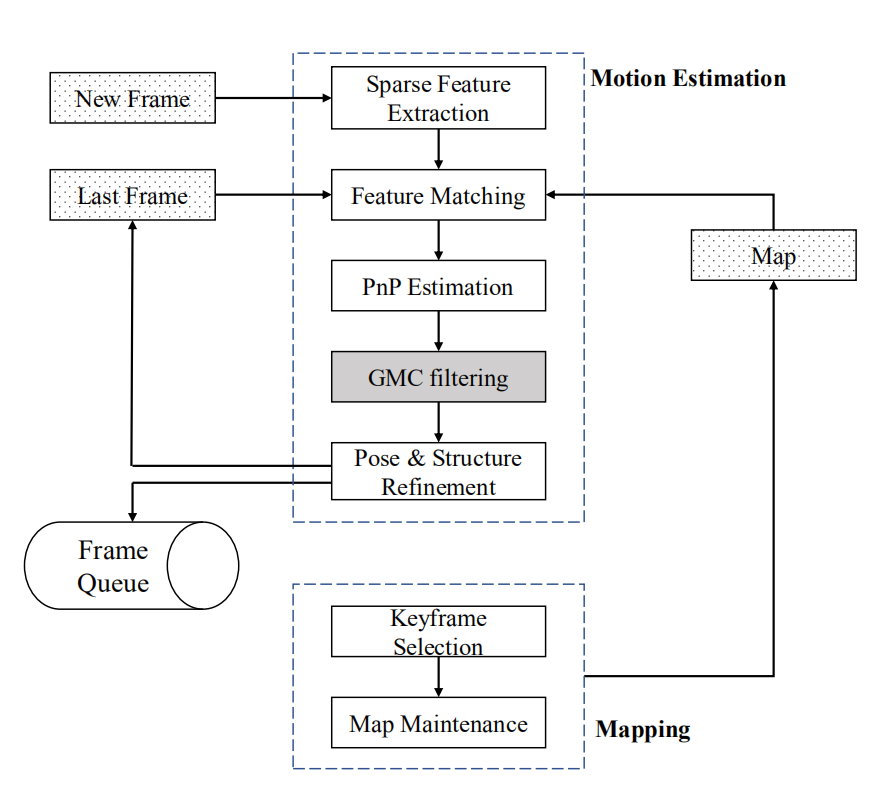 New Frame
Sparse Feature
Extraction
Motion Estimation
Last Frame
Feature Matching
Map
PnP Estimation
GMC filtering
Pose & Structure
Refinement
Frame
Queue
Keyframe
Selection
Map Maintenance
Mapping